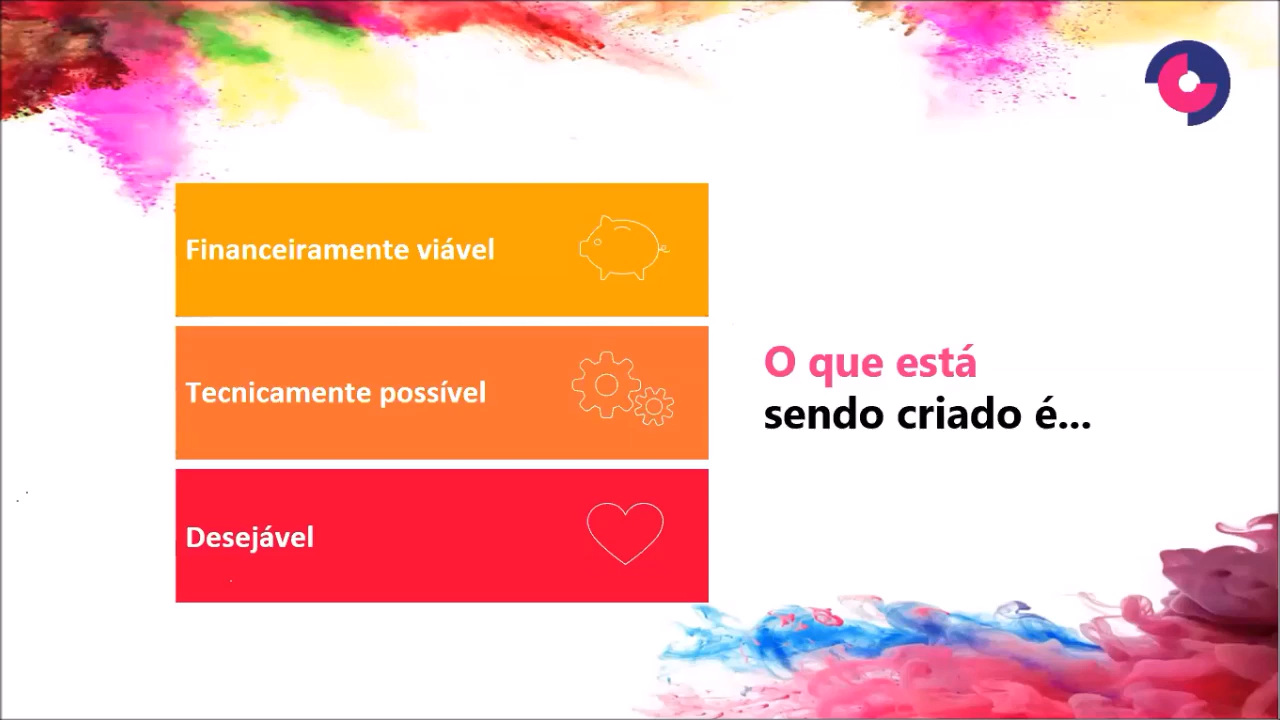 Financeiramente viável
Tecnicamente possível
Desejável
O que está
sendo criado é...